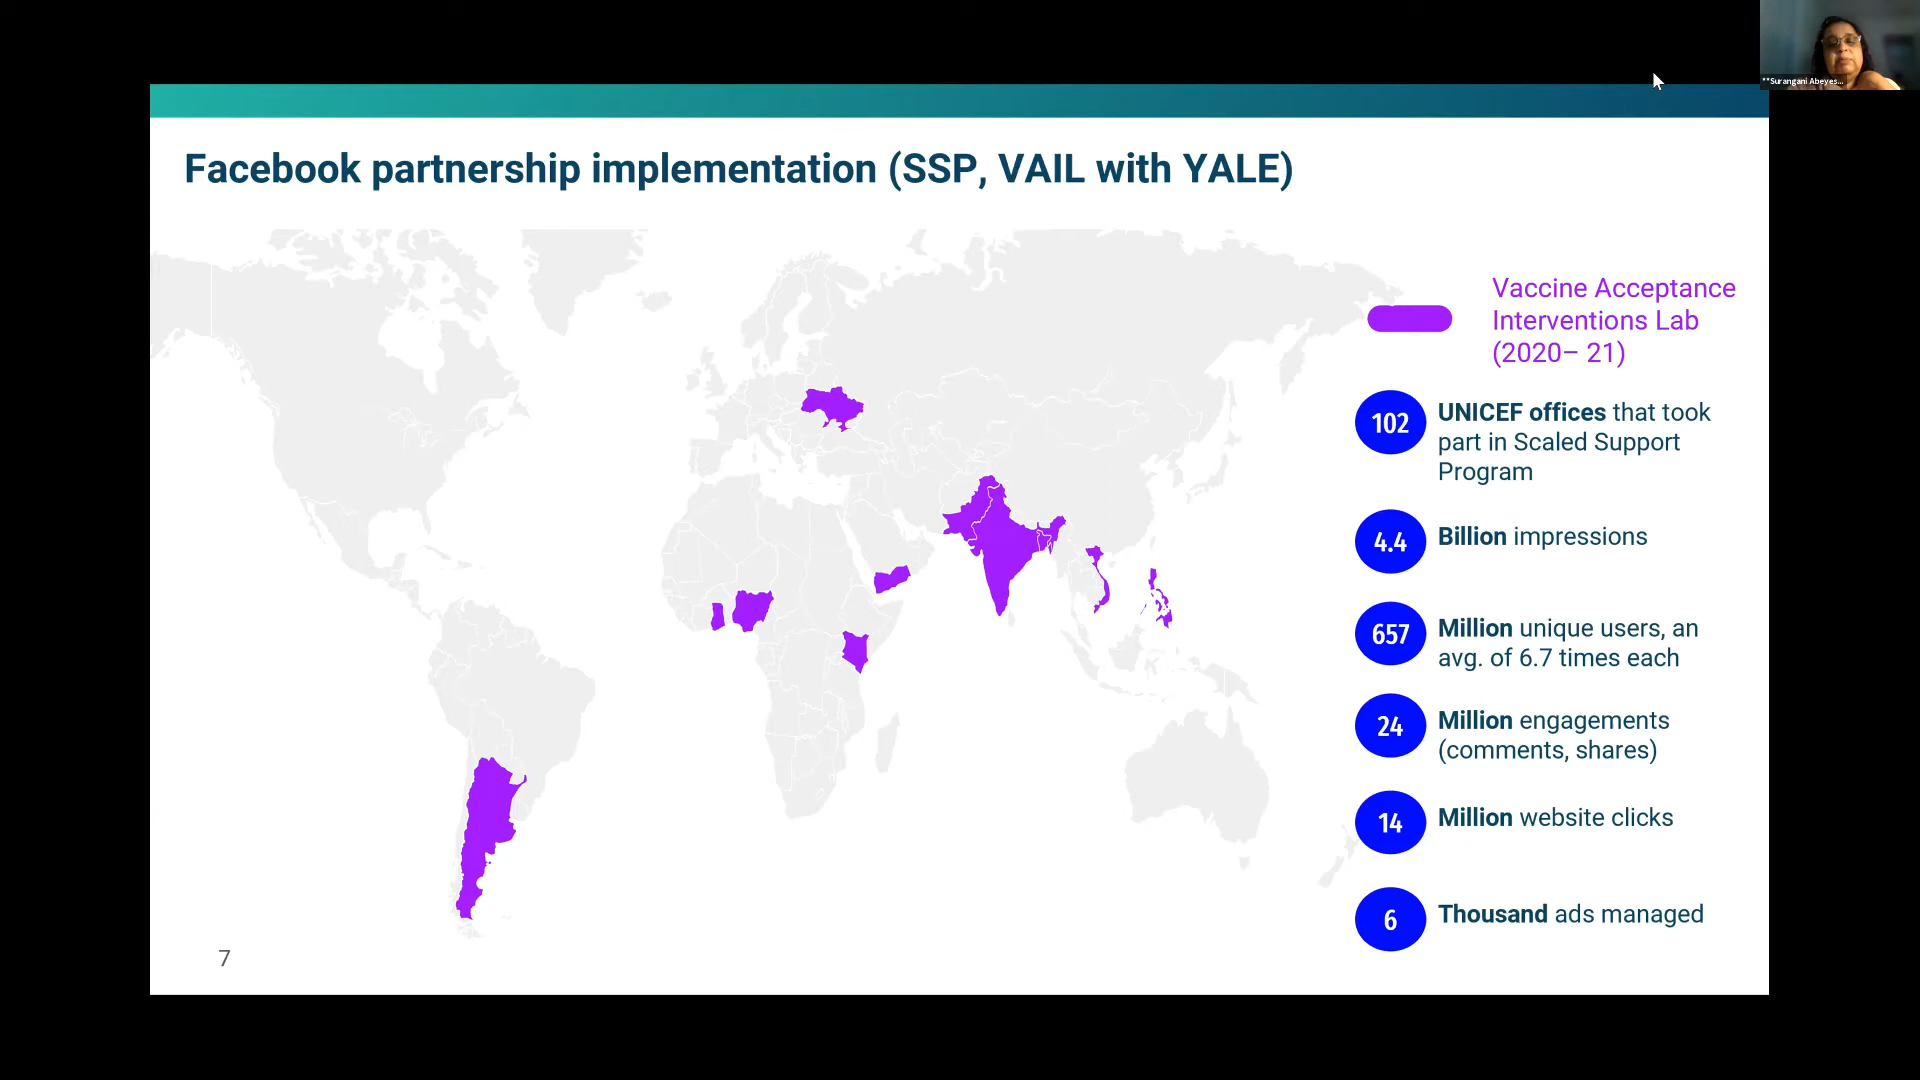 **Surangani Abeyes...
Facebook partnership implementation (SSP, VAIL with YALE)
Vaccine Acceptance
Interventions Lab
(2020– 21)
102
UNICEF offices that took
part in Scaled Support
Program
4.4
Billion impressions
657
Million unique users, an
avg. of 6.7 times each
24
Million engagements
(comments, shares)
14
Million website clicks
6
Thousand ads managed
7